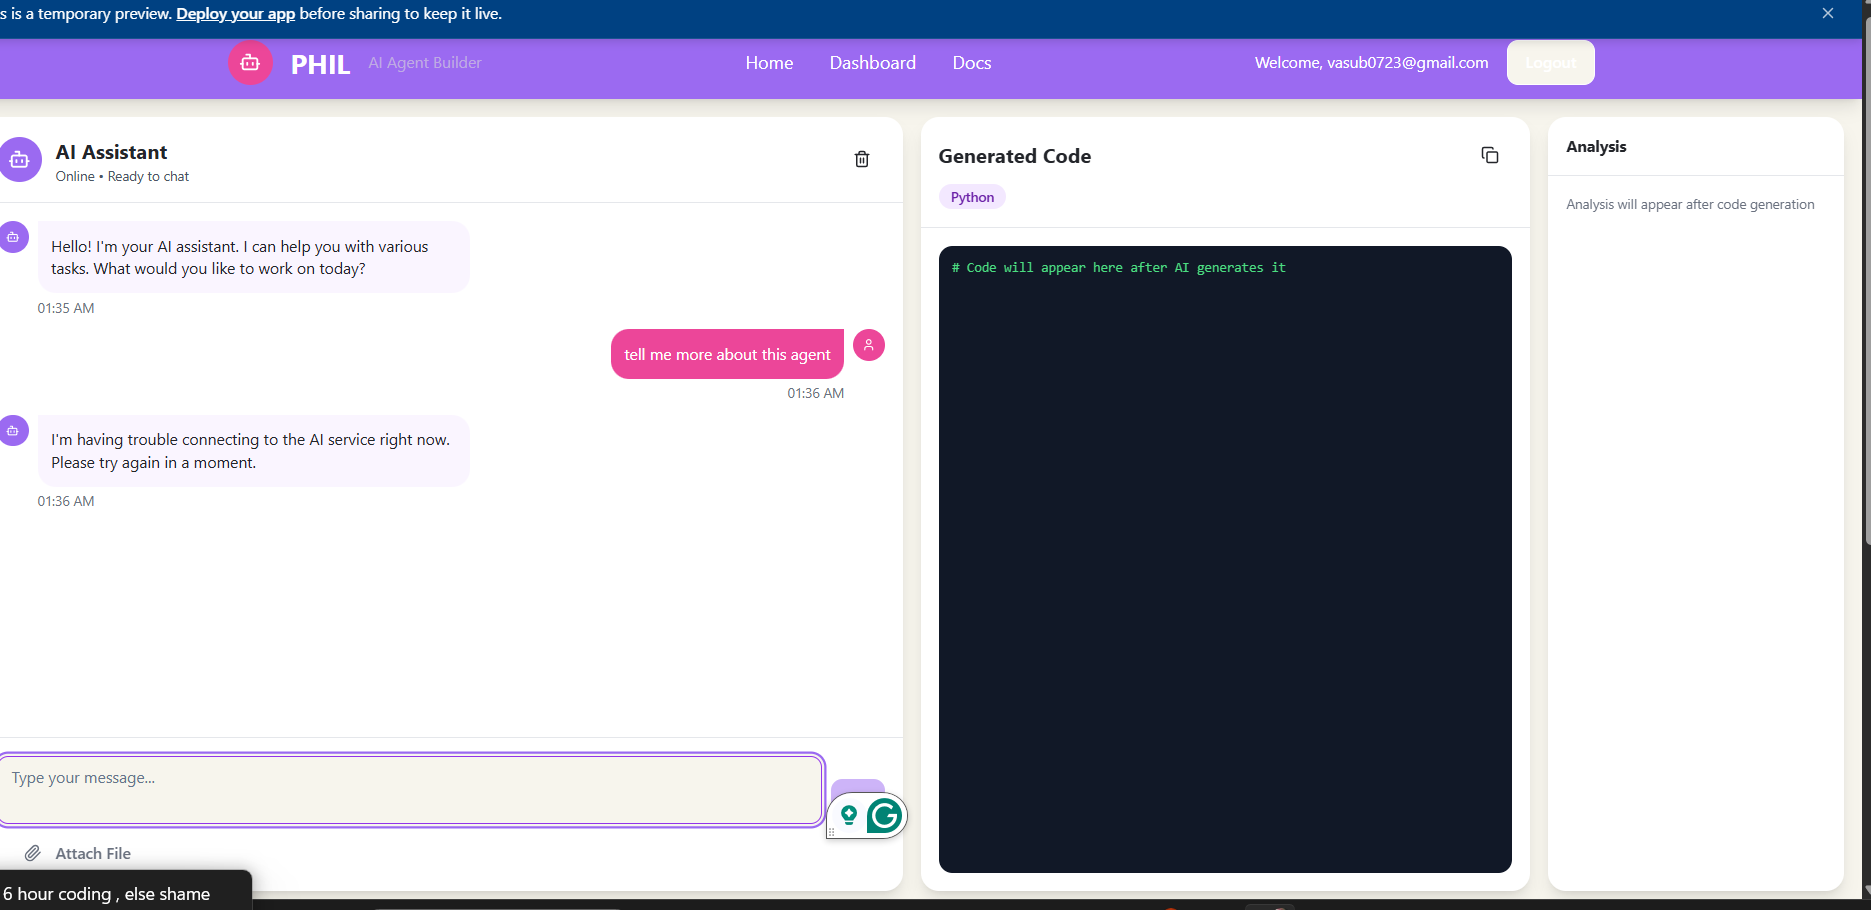 s is a temporary preview. Deploy your app before sharing to keep it live.
PHIL
AI Agent Builder
Home
Dashboard
Docs
Welcome, vasub0723@gmail.com
Logout
AI Assistant
Online • Ready to chat
Hello! I'm your AI assistant. I can help you with various
tasks. What would you like to work on today?
01:35 AM
tell me more about this agent
01:36 AM
I'm having trouble connecting to the AI service right now.
Please try again in a moment.
01:36 AM
Type your message...
Attach File
6 hour coding , else shame
Generated Code
Python
# Code will appear here after AI generates it
Analysis
Analysis will appear after code generation